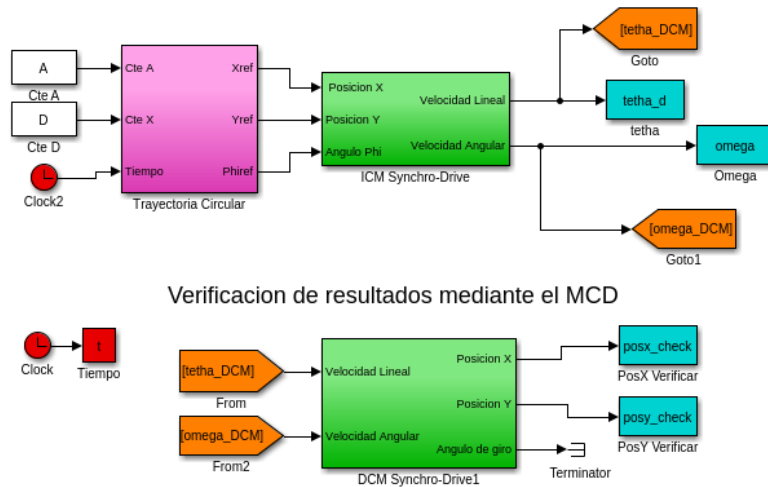 [tetha_DCM]
Goto
A
Cte A
Cte A
Xref
Posicion X
Velocidad Lineal
tetha_d
tetha
D
Cte D
Cte X
Yref
Posicion Y
Velocidad Angular
omega
Omega
Clock2
Tiempo
Phiref
Angulo Phi
Trayectoria Circular
ICM Synchro-Drive
[omega_DCM]
Goto1
Verificacion de resultados mediante el MCD
Clock
t
Tiempo
[tetha_DCM]
From
Velocidad Lineal
Posicion X
posx_check
PosX Verificar
[omega_DCM]
From2
Velocidad Angular
Posicion Y
posy_check
PosY Verificar
Angulo de giro
Terminator
DCM Synchro-Drive1